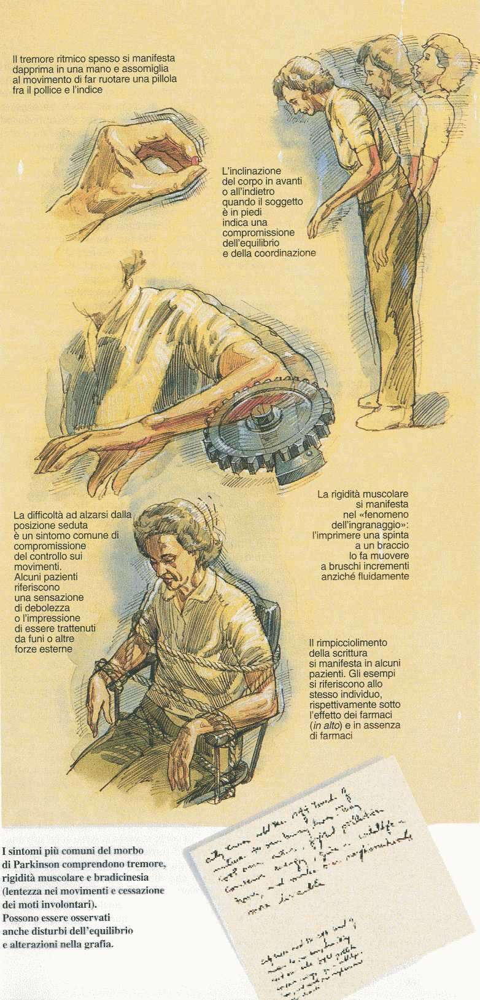 Il tremore ritmico spesso si manifesta
dapprima in una mano e assomiglia
al movimento di far ruotare una pillola
fra il pollice e l'indice
L'inclinazione
del corpo in avanti
o all'indietro
quando il soggetto
è in piedi
indica una
compromissione
dell'equilibrio
e della coordinazione
La rigidità muscolare
si manifesta
nel «fenomeno
dell'ingranaggio»:
l'imprimere una spinta
a un braccio
lo fa muovere
a bruschi incrementi
anziché fluidamente
La difficoltà ad alzarsi dalla
posizione seduta
è un sintomo comune di
compromissione
del controllo sui
movimenti.
Alcuni pazienti
riferiscono
una sensazione
di debolezza
o l'impressione
di essere trattenuti
da funi o altre
forze esterne
Il rimpicciolimento
della scrittura
si manifesta in alcuni
pazienti. Gli esempi
si riferiscono allo
stesso individuo,
rispettivamente sotto
l'effetto dei farmaci
(in alto) e in assenza
di farmaci
I sintomi più comuni del morbo
di Parkinson comprendono tremore,
rigidità muscolare e bradicinesia
(lentezza nei movimenti e cessazione
dei moti involontari).
Possono essere osservati
anche disturbi dell'equilibrio
e alterazioni nella grafia.